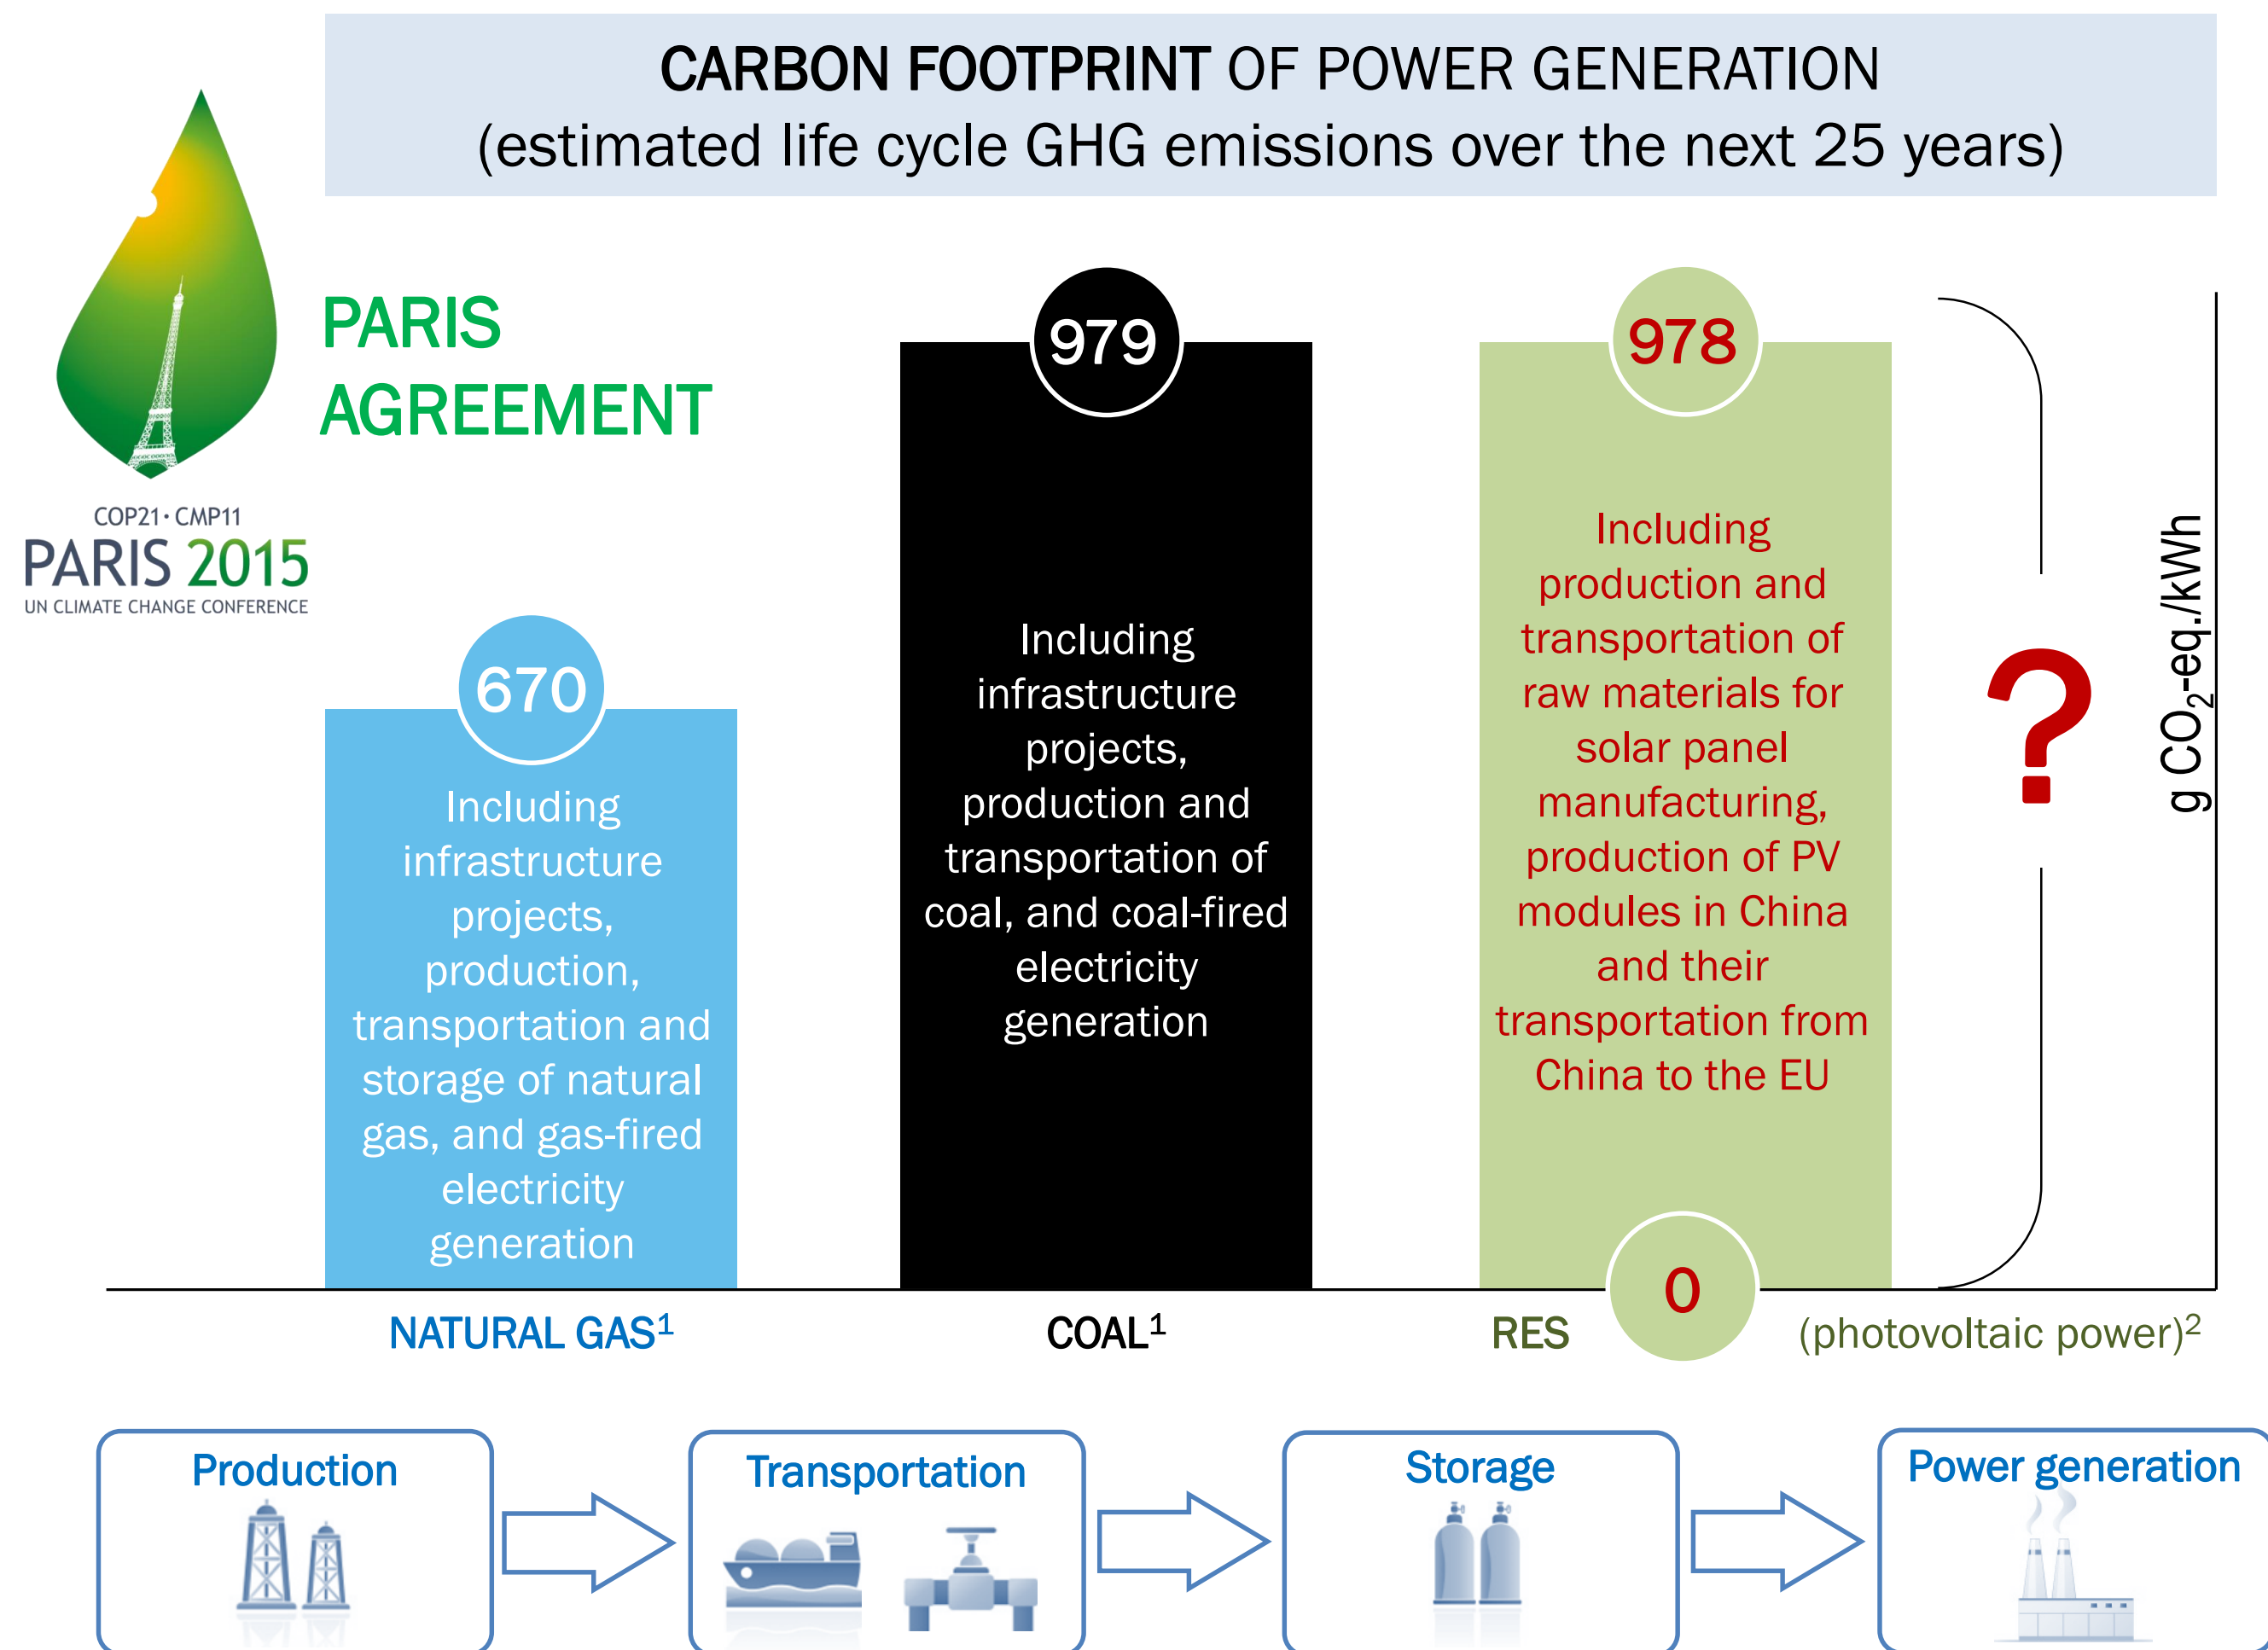 CARBON FOOTPRINT OF POWER GENERATION
(estimated life cycle GHG emissions over the next 25 years)
PARIS
AGREEMENT
COP21· CMP11
PARIS 2015
UN CLIMATE CHANGE CONFERENCE
670
Including
infrastructure
projects,
production,
transportation and
storage of natural
gas, and gas-fired
electricity
generation
979
Including
infrastructure
projects,
production and
transportation of
coal, and coal-fired
electricity
generation
978
Including
production and
transportation of
raw materials for
solar panel
manufacturing,
production of PV
modules in China
and their
transportation from
China to the EU
0
?
g CO₂-eq./kWh
NATURAL GAS¹
COAL¹
RES
(photovoltaic power)²
Production
Transportation
Storage
Power generation